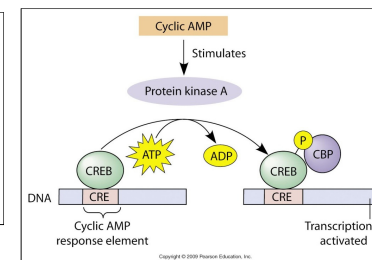 Cyclic AMP
Stimulates
Protein kinase A
P
CBP
ATP
ADP
CREB
CREB
DNA
CRE
CRE
Cyclic AMP
response element
Transcription
activated
Copyright © 2009 Pearson Education, Inc.